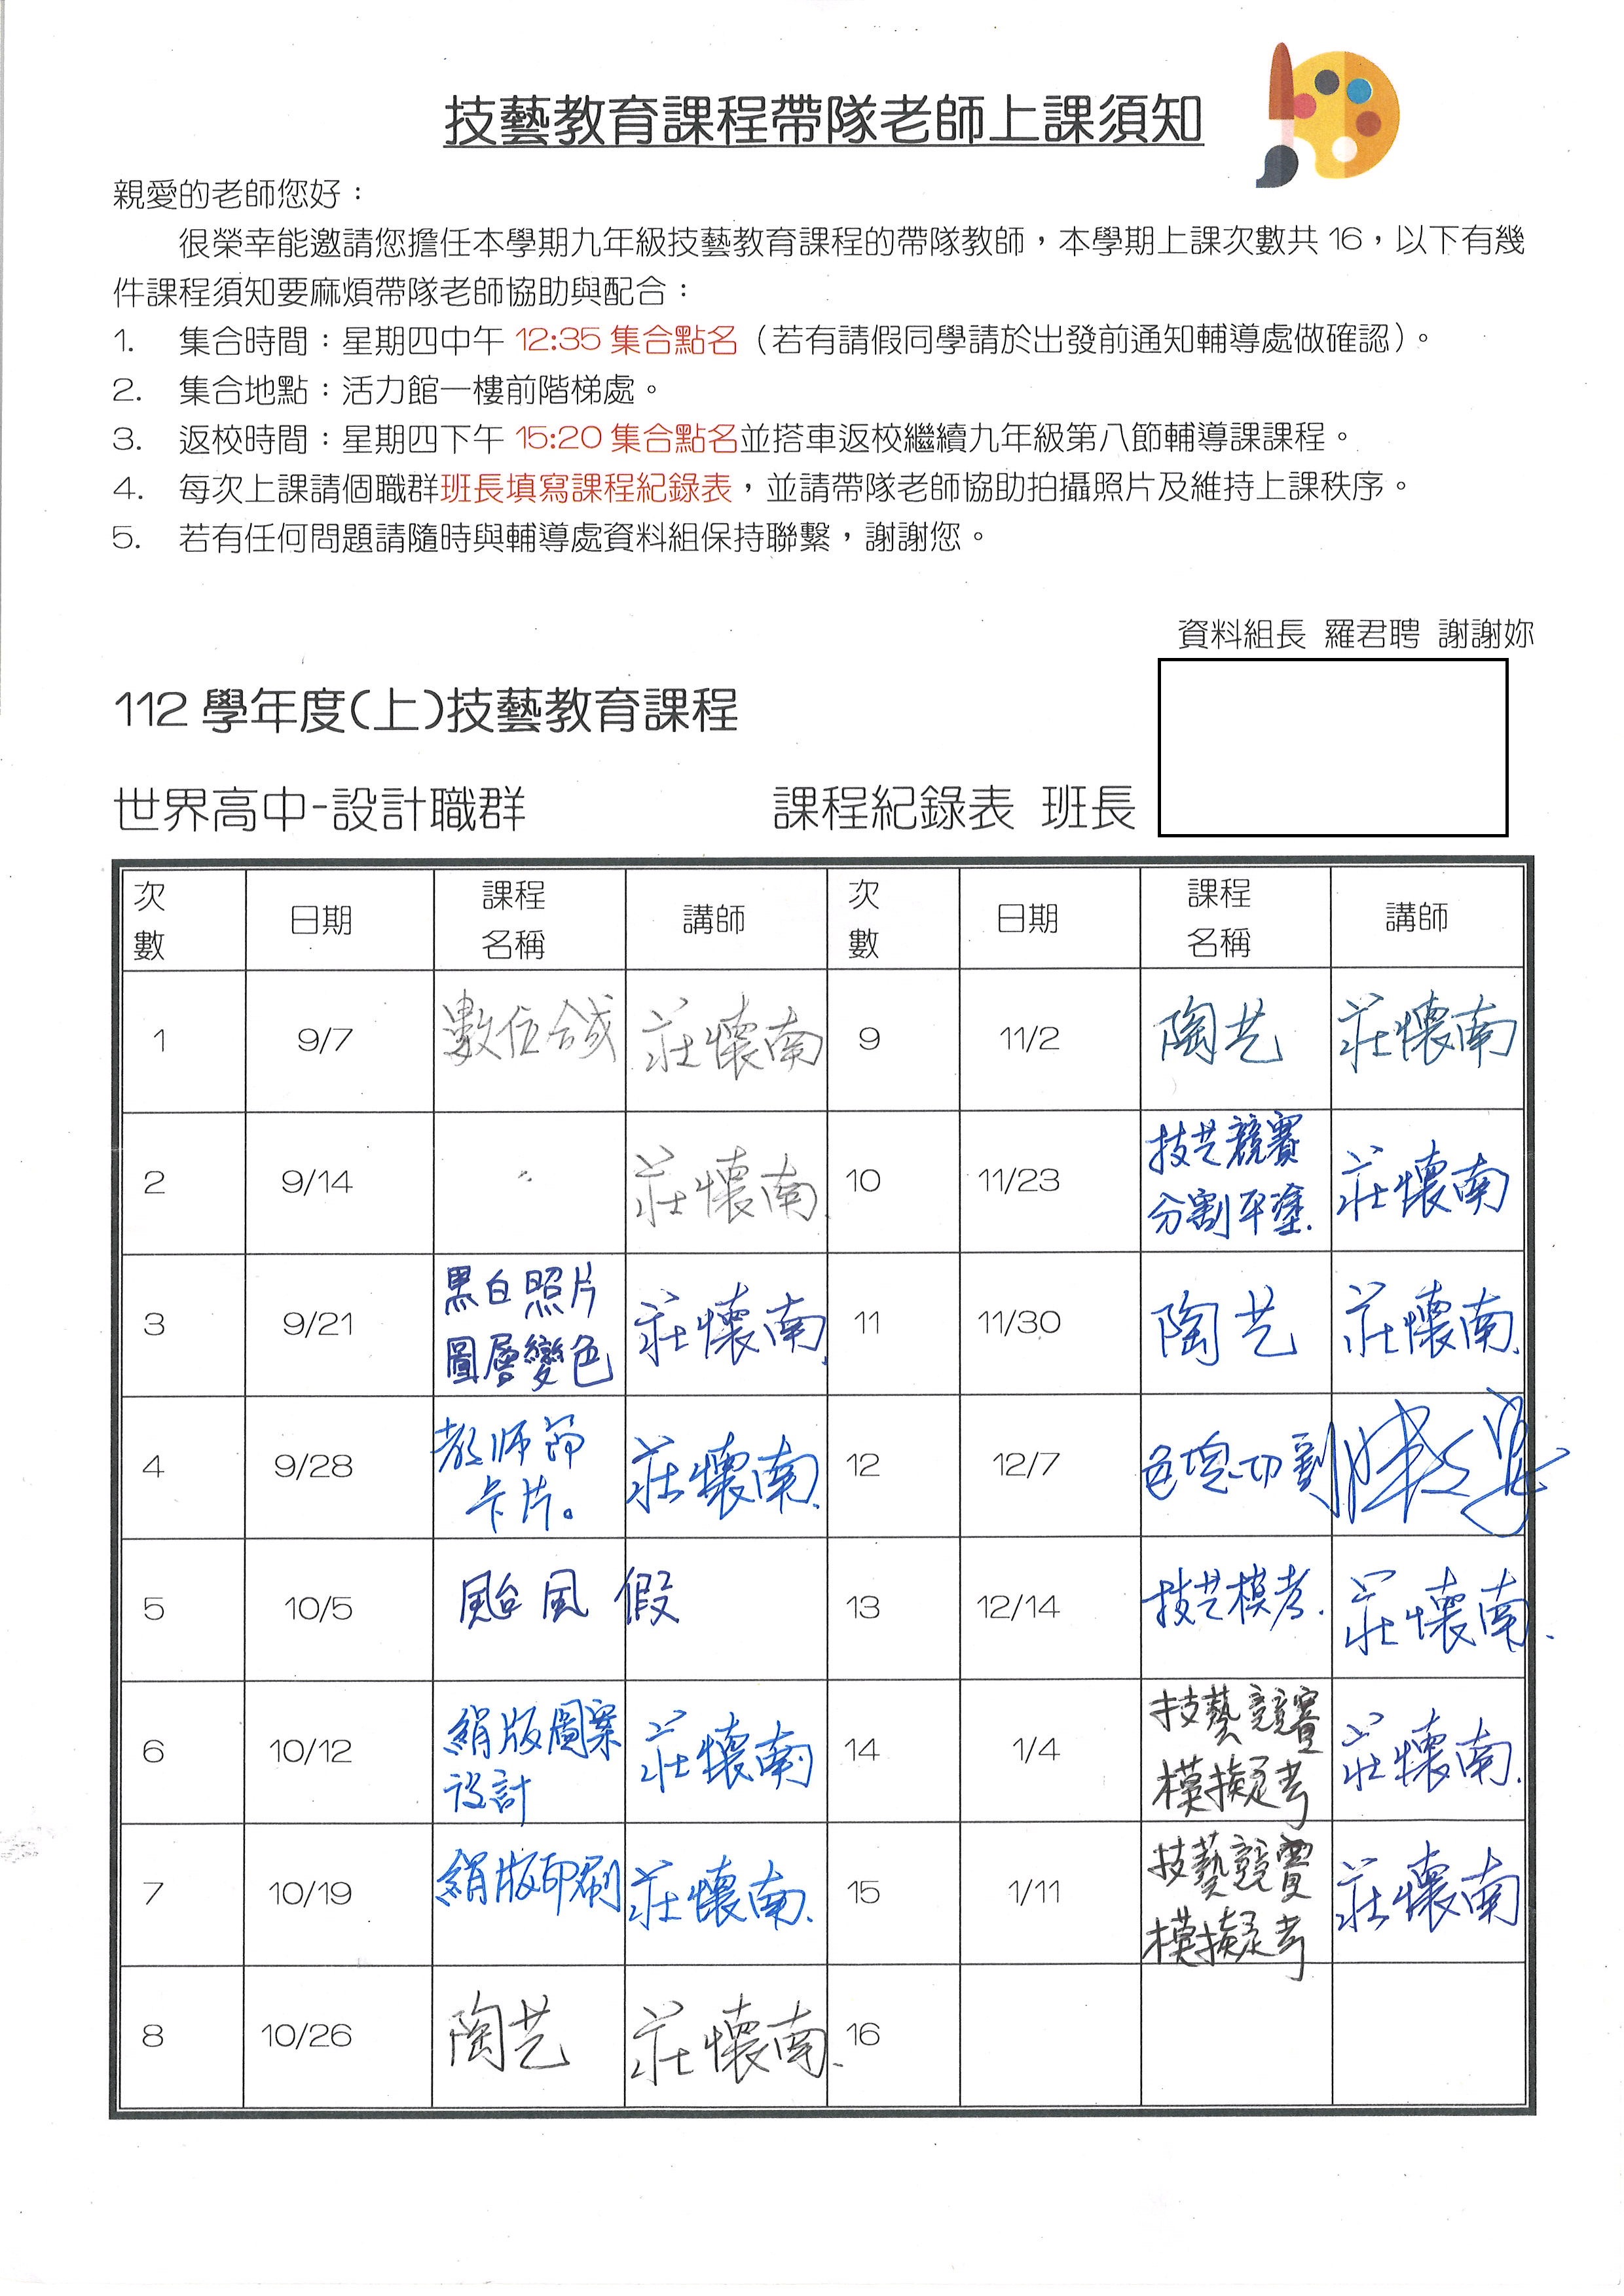 技藝教育課程帶隊老師上課須知
親愛的老師您好：
很榮幸能邀請您擔任本學期九年級技藝教育課程的帶隊教師，本學期上課次數共 16，以下有幾
件課程須知要麻煩帶隊老師協助與配合：
1. 集合時間：星期四中午 12:35 集合點名（若有請假同學請於出發前通知輔導處做確認）。
2. 集合地點：活力館一樓前階梯處。
3. 返校時間：星期四下午 15:20 集合點名並搭車返校繼續九年級第八節輔導課課程。
4. 每次上課請個職群班長填寫課程紀錄表，並請帶隊老師協助拍攝照片及維持上課秩序。
5. 若有任何問題請隨時與輔導處資料組保持聯繫，謝謝您。
資料組長 羅君聘 謝謝妳
112 學年度(上)技藝教育課程
世界高中-設計職群 課程紀錄表 班長
次數 日期 課程名稱 講師 次數 日期 課程名稱 講師
1 9/7 數位合成 莊懷南 9 11/2 陶艺 莊懷南
2 9/14 〃 莊懷南 10 11/23 技艺競賽 分割平塗. 莊懷南
3 9/21 黑白照片 圖層變色 莊懷南. 11 11/30 陶艺 莊懷南.
4 9/28 教师節 卡片。 莊懷南. 12 12/7 色塊切割
5 10/5 颱風假 13 12/14 技艺模考. 莊懷南.
6 10/12 絹版圖案 設計 莊懷南 14 1/4 技藝競賽 模擬考 莊懷南.
7 10/19 絹版印刷 莊懷南. 15 1/11 技藝競賽 模擬考 莊懷南
8 10/26 陶艺 莊懷南. 16